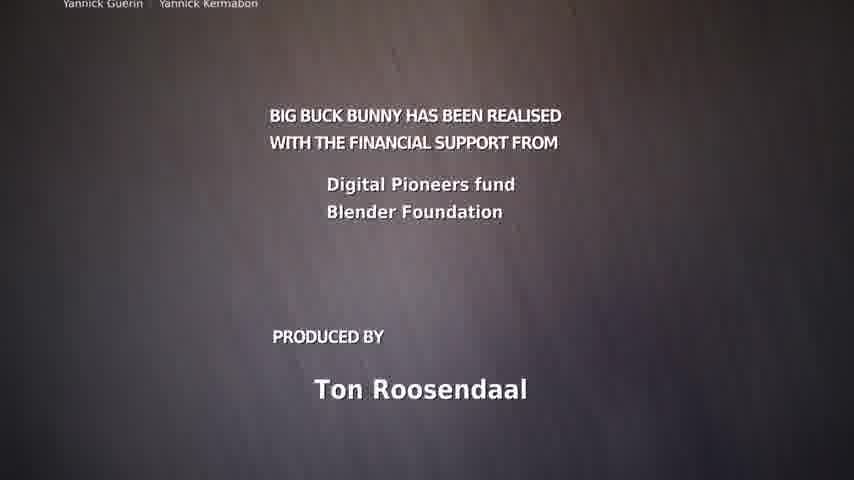 Yannick Guerin | Yannick Kermabon
BIG BUCK BUNNY HAS BEEN REALISED
WITH THE FINANCIAL SUPPORT FROM
Digital Pioneers fund
Blender Foundation
PRODUCED BY
Ton Roosendaal